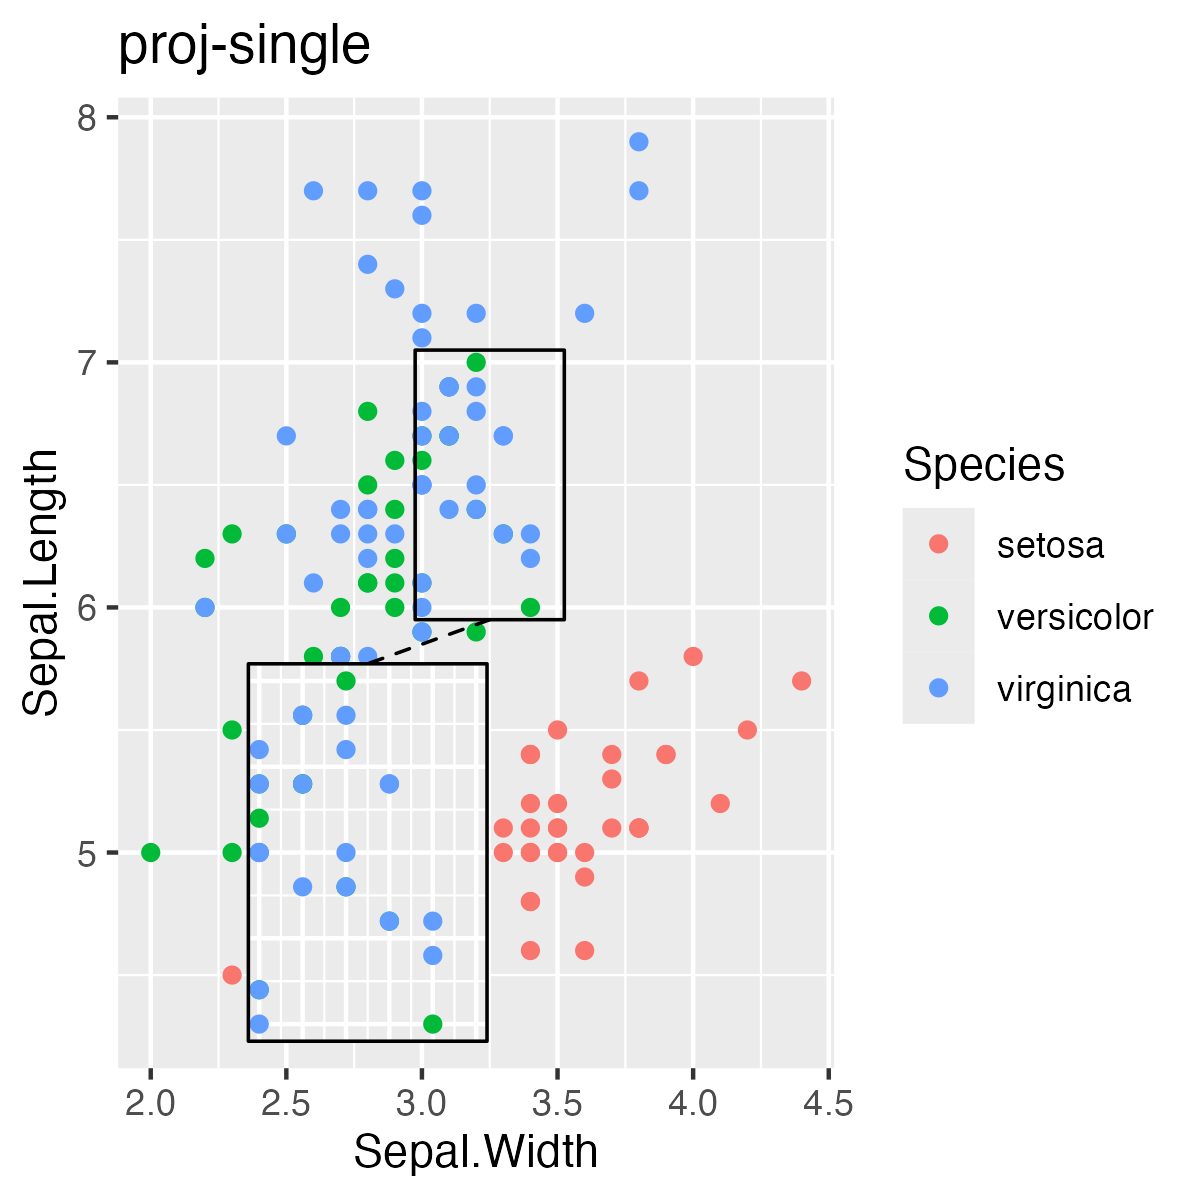 proj-single
8
7
6
5
Sepal.Length
2.0 2.5 3.0 3.5 4.0 4.5
Sepal.Width
Species
setosa
versicolor
virginica